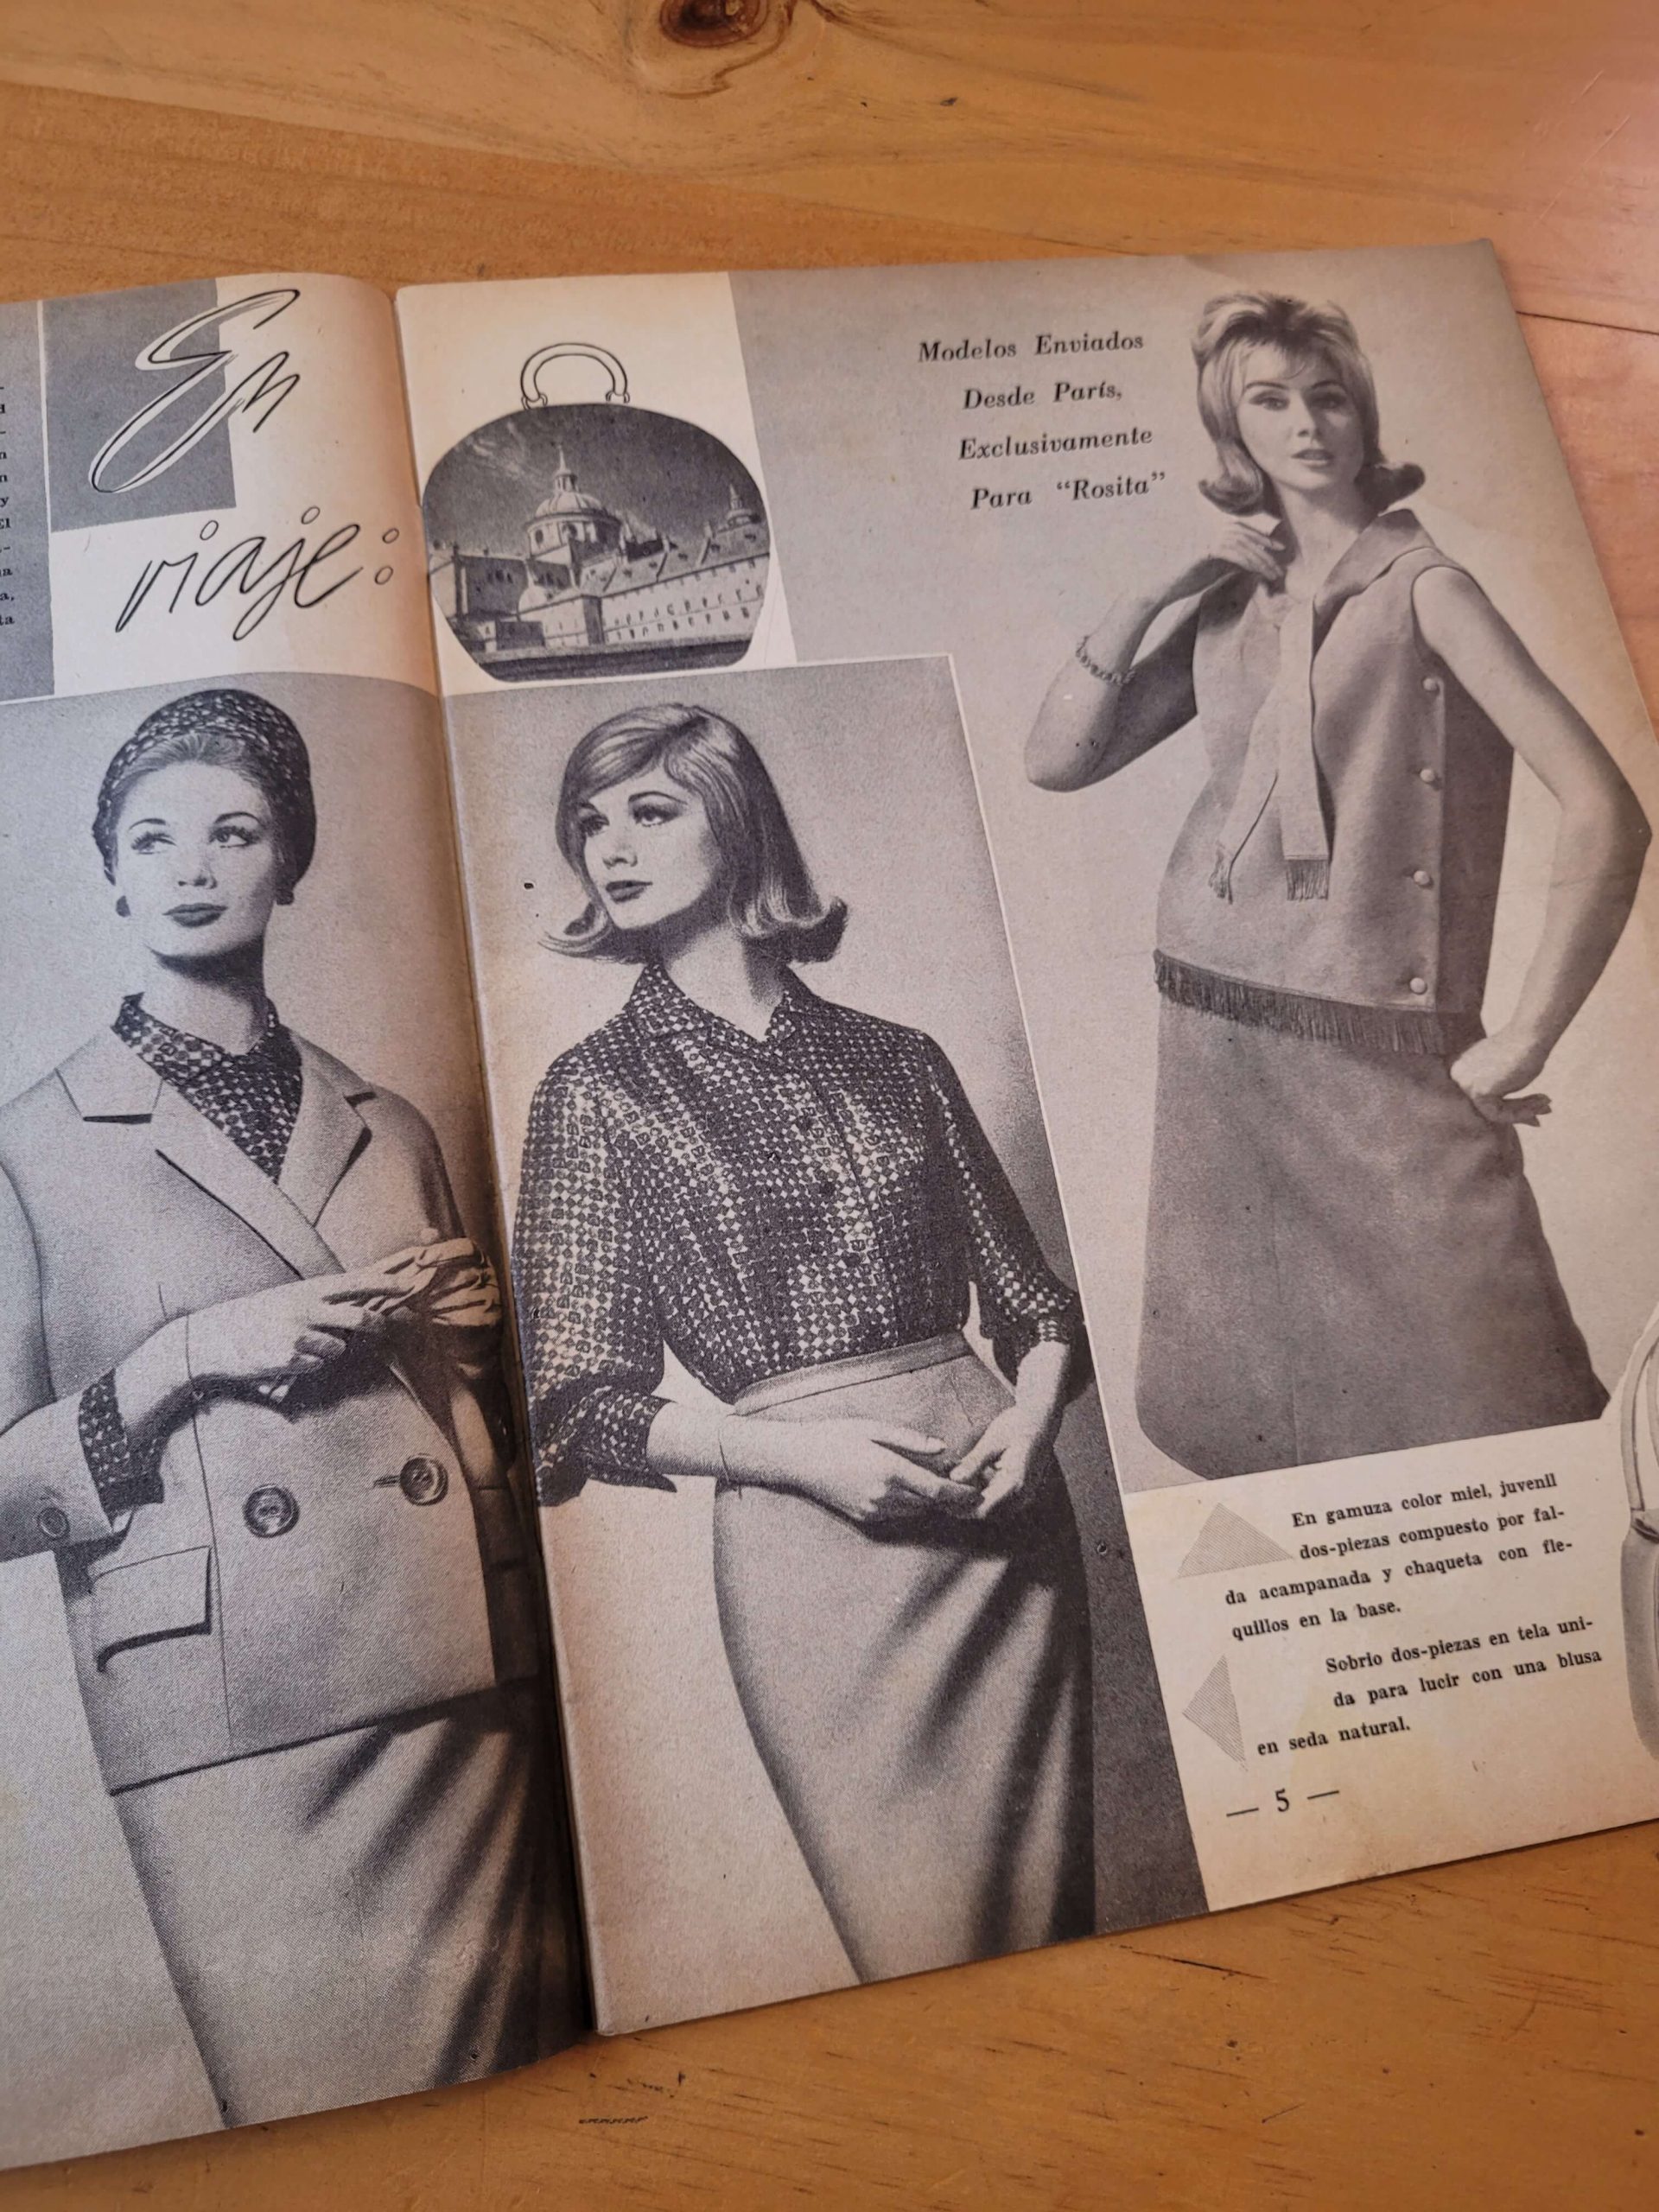 En
viaje:
Modelos Enviados
Desde París,
Exclusivamente
Para “Rosita”
En gamuza color miel, juvenil
dos-piezas compuesto por fal-
da acampanada y chaqueta con fle-
quillos en la base.
Sobrio dos-piezas en tela uni-
da para lucir con una blusa
en seda natural.
— 5 —